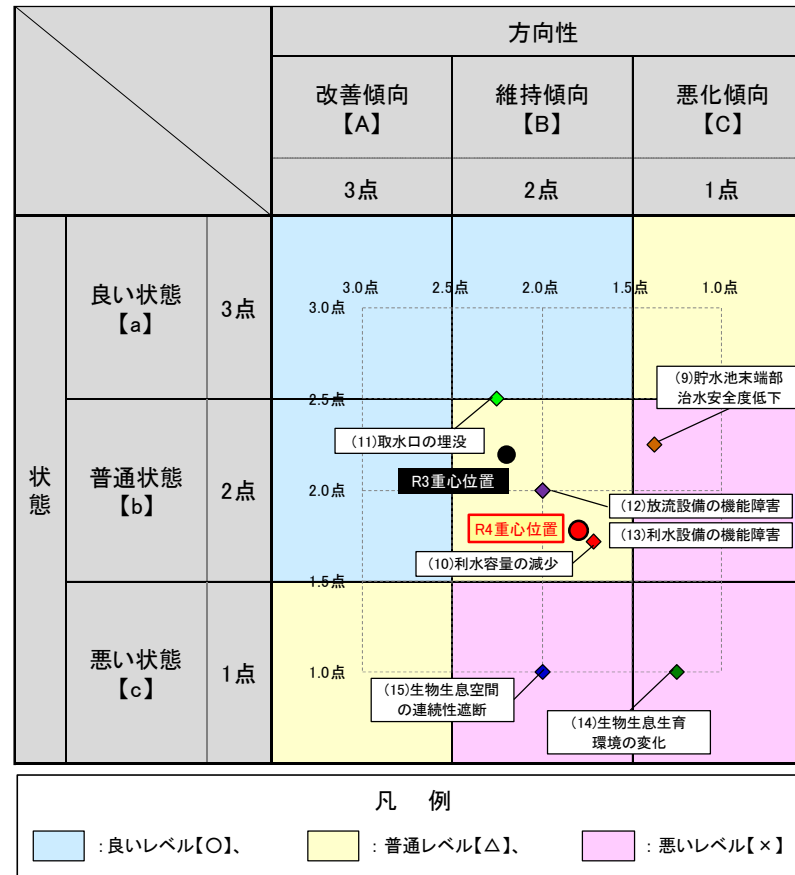 方向性
改善傾向
【A】
維持傾向
【B】
悪化傾向
【C】
3点
2点
1点
状態
良い状態
【a】
3点
普通状態
【b】
2点
悪い状態
【c】
1点
3.0点
2.5点
2.0点
1.5点
1.0点
3.0点
2.5点
2.0点
1.5点
1.0点
(9)貯水池末端部
治水安全度低下
(11)取水口の埋没
R3重心位置
(12)放流設備の機能障害
R4重心位置
(13)利水設備の機能障害
(10)利水容量の減少
(15)生物生息空間
の連続性遮断
(14)生物生息生育
環境の変化
凡 例
:良いレベル【〇】、
:普通レベル【△】、
:悪いレベル【×】